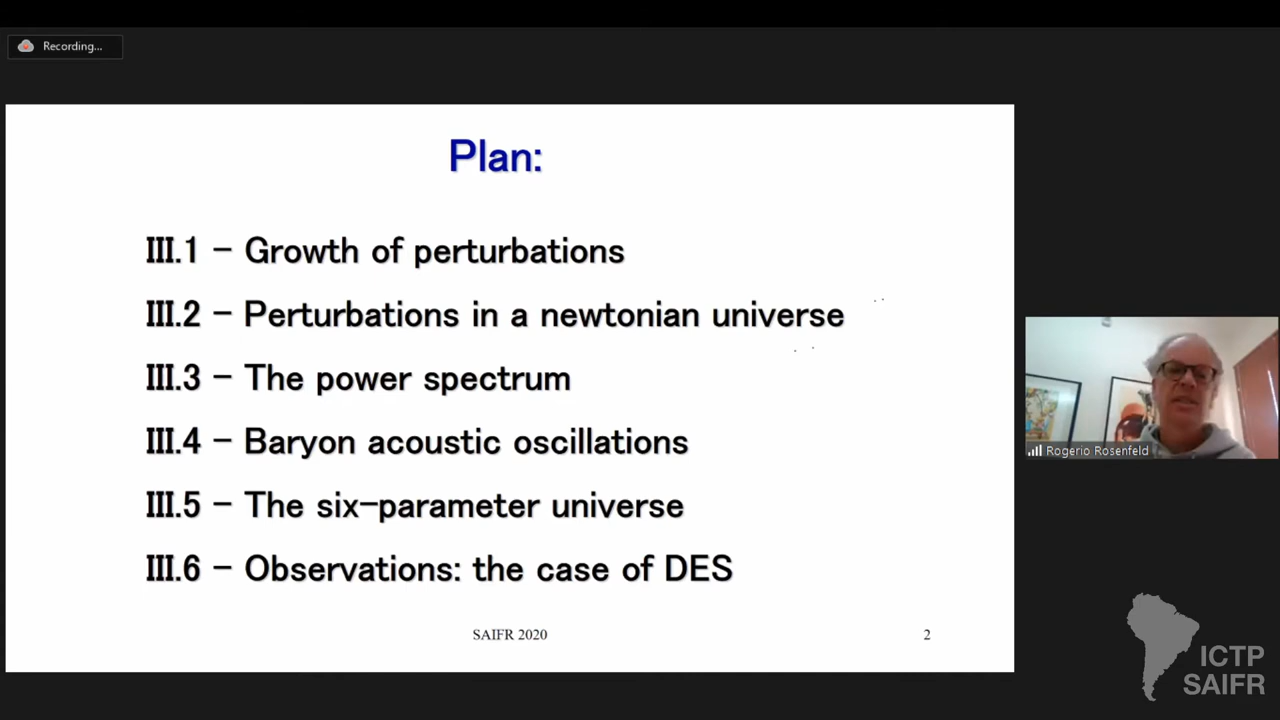 Recording...
Plan:
III.1 – Growth of perturbations
III.2 – Perturbations in a newtonian universe
III.3 – The power spectrum
III.4 – Baryon acoustic oscillations
III.5 – The six-parameter universe
III.6 – Observations: the case of DES
SAIFR 2020
2
Rogerio Rosenfeld
ICTP
SAIFR